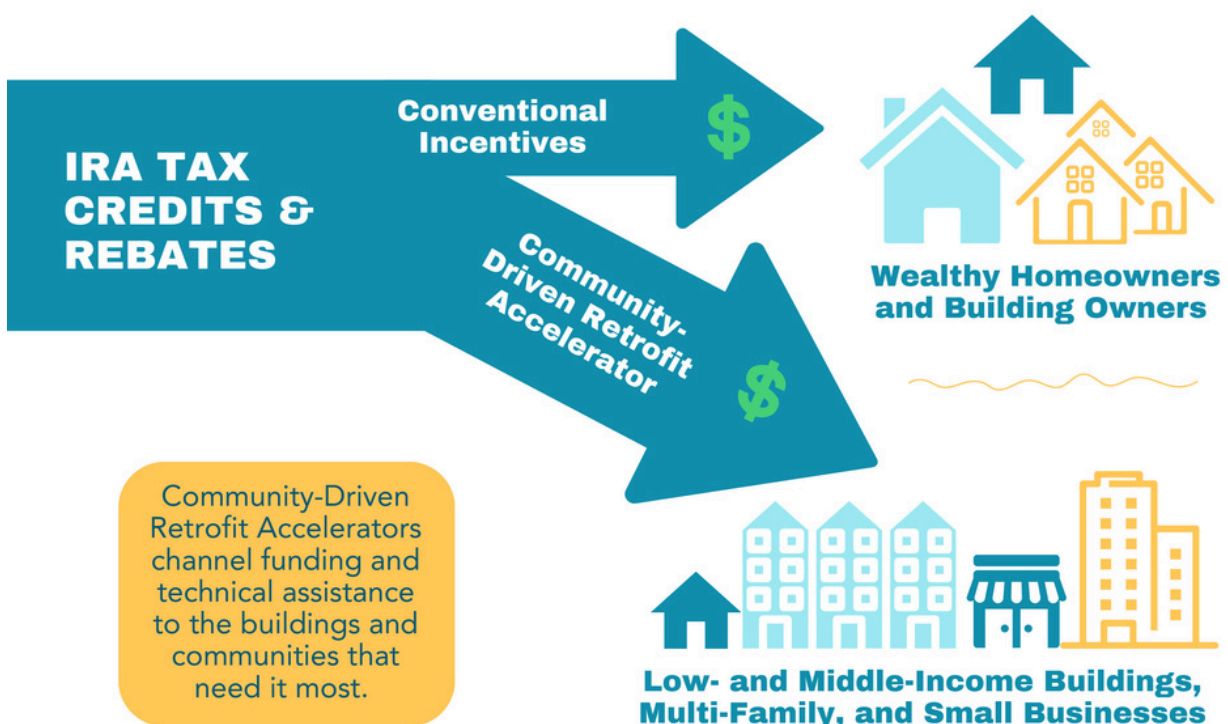 IRA TAX
CREDITS &
REBATES
Conventional
Incentives
$
Wealthy Homeowners
and Building Owners
Community-
Driven Retrofit
Accelerator
$
Community-Driven
Retrofit Accelerators
channel funding and
technical assistance
to the buildings and
communities that
need it most.
Low- and Middle-Income Buildings,
Multi-Family, and Small Businesses